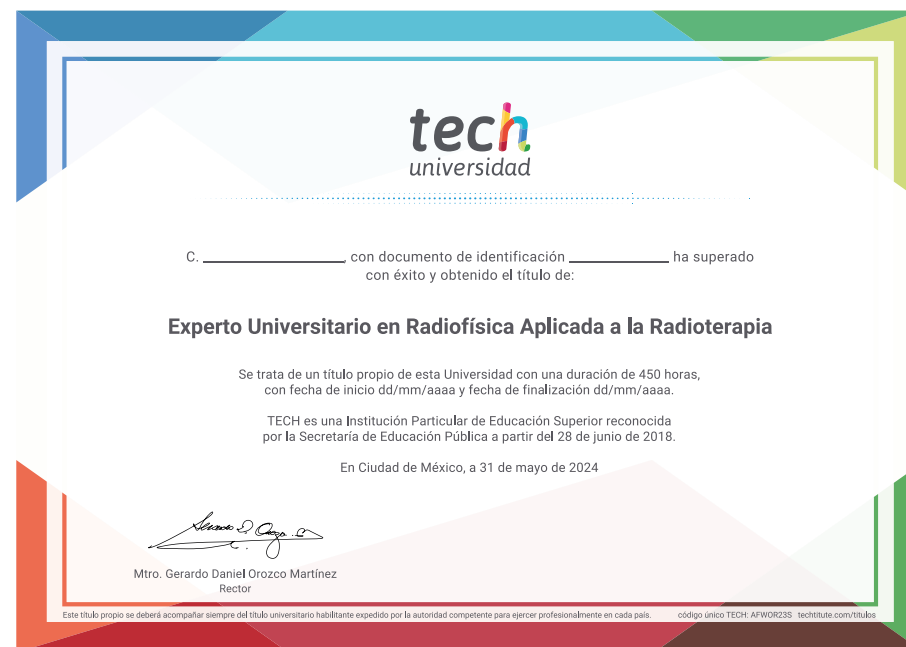 tech
universidad
C. ____________, con documento de identificación ____________ ha superado
con éxito y obtenido el título de:
Experto Universitario en Radiofísica Aplicada a la Radioterapia
Se trata de un título propio de esta Universidad con una duración de 450 horas,
con fecha de inicio dd/mm/aaaa y fecha de finalización dd/mm/aaaa.
TECH es una Institución Particular de Educación Superior reconocida
por la Secretaría de Educación Pública a partir del 28 de junio de 2018.
En Ciudad de México, a 31 de mayo de 2024
Mtro. Gerardo Daniel Orozco Martínez
Rector
Este título propio se deberá acompañar siempre del título universitario habilitante expedido por la autoridad competente para ejercer profesionalmente en cada país. código único TECH: AFWOR23S techtitute.com/titulos